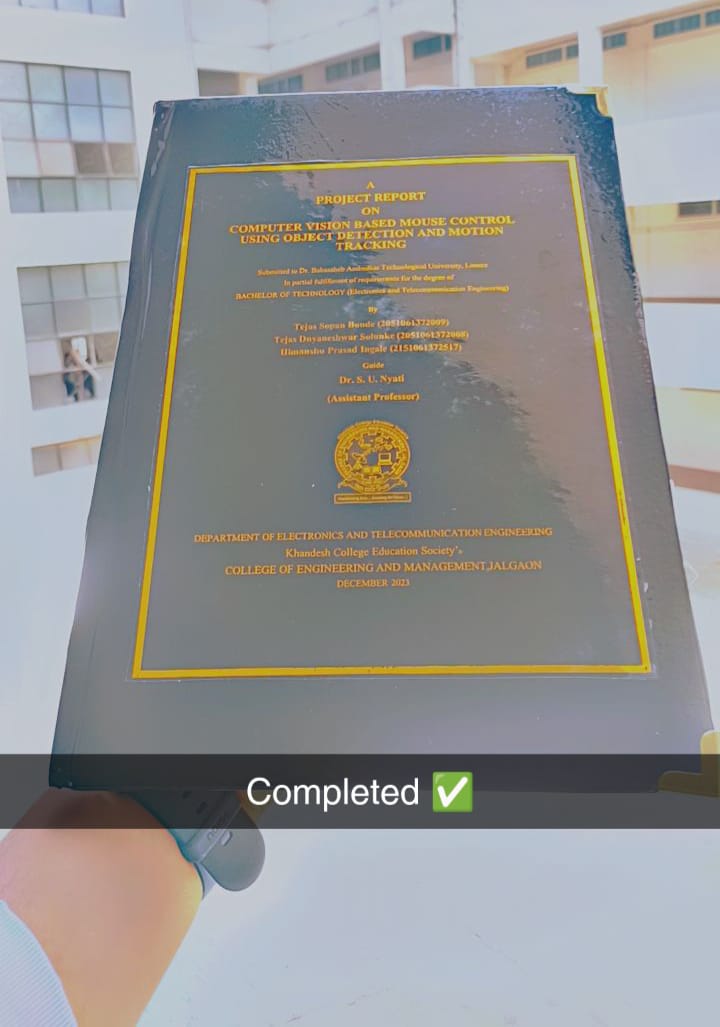 A
PROJECT REPORT
ON
COMPUTER VISION BASED MOUSE CONTROL
USING OBJECT DETECTION AND MOTION
TRACKING
Submitted to Dr. Babasaheb Ambedkar Technological University, Lonere
In partial fulfillment of requirements for the degree of
BACHELOR OF TECHNOLOGY (Electronics and Telecommunication Engineering)
By
Tejas Sopan Bonde (2051061372009)
Tejas Dnyaneshwar Solunke (2051061372008)
Himanshu Prasad Ingale (2151061372517)
Guide
Dr. S. U. Nyati
(Assistant Professor)
DEPARTMENT OF ELECTRONICS AND TELECOMMUNICATION ENGINEERING
Khandesh College Education Society's
COLLEGE OF ENGINEERING AND MANAGEMENT,JALGAON
DECEMBER 2023
Completed ✅